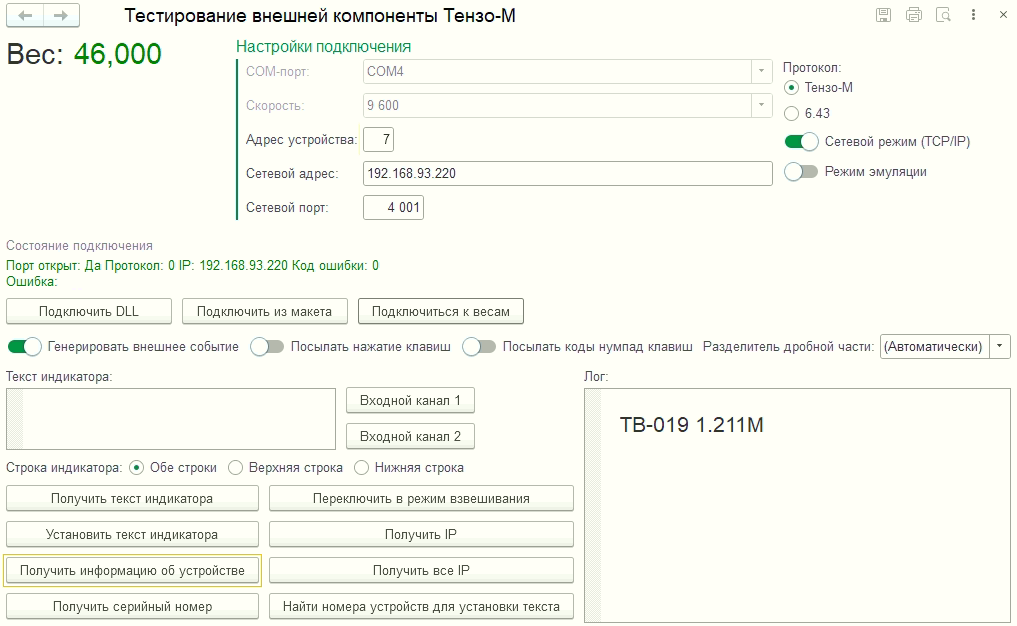 Тестирование внешней компоненты Тензо-М
Вес: 46,000
Настройки подключения
COM-порт: COM4
Скорость: 9 600
Адрес устройства: 7
Сетевой адрес: 192.168.93.220
Сетевой порт: 4 001
Протокол:
Тензо-М
6.43
Сетевой режим (TCP/IP)
Режим эмуляции
Состояние подключения
Порт открыт: Да Протокол: 0 IP: 192.168.93.220 Код ошибки: 0
Ошибка:
Подключить DLL Подключить из макета Подключиться к весам
Генерировать внешнее событие Посылать нажатие клавиш Посылать коды нумпад клавиш Разделитель дробной части: (Автоматически)
Текст индикатора:
Входной канал 1
Входной канал 2
Строка индикатора: Обе строки Верхняя строка Нижняя строка
Получить текст индикатора Переключить в режим взвешивания
Установить текст индикатора Получить IP
Получить информацию об устройстве Получить все IP
Получить серийный номер Найти номера устройств для установки текста
Лог:
ТВ-019 1.211М